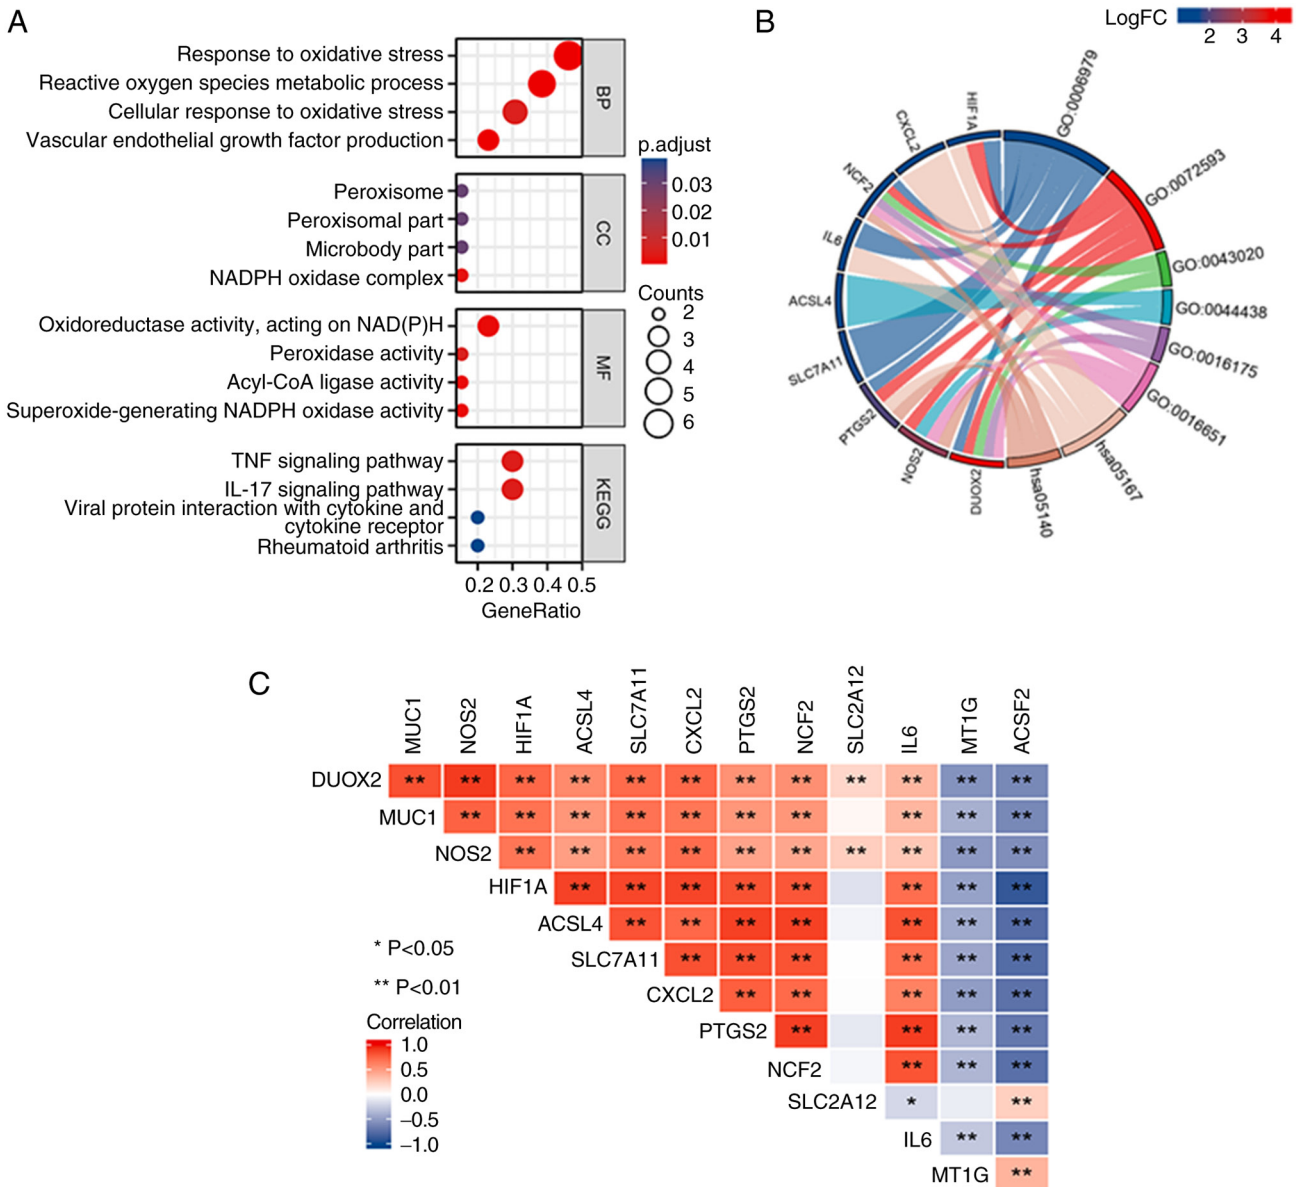 A
Response to oxidative stress
Reactive oxygen species metabolic process
Cellular response to oxidative stress
Vascular endothelial growth factor production
BP
Peroxisome
Peroxisomal part
Microbody part
NADPH oxidase complex
CC
Oxidoreductase activity, acting on NAD(P)H
Peroxidase activity
Acyl-CoA ligase activity
Superoxide-generating NADPH oxidase activity
MF
TNF signaling pathway
IL-17 signaling pathway
Viral protein interaction with cytokine and
cytokine receptor
Rheumatoid arthritis
KEGG
0.2 0.3 0.4 0.5
GeneRatio
p.adjust
0.03
0.02
0.01
Counts
2
3
4
5
6
B
LogFC
2 3 4
HIF1A
CXCL2
NCF2
IL6
ACSL4
SLC7A11
PTGS2
NOS2
DUOX2
GO:0006979
GO:0072593
GO:0043020
GO:0044438
GO:0016175
GO:0016651
hsa05167
hsa05140
C
MUC1 NOS2 HIF1A ACSL4 SLC7A11 CXCL2 PTGS2 NCF2 SLC2A12 IL6 MT1G ACSF2
DUOX2 ** ** ** ** ** ** ** ** ** ** ** **
MUC1 ** ** ** ** ** ** ** ** ** **
NOS2 ** ** ** ** ** ** ** ** ** **
HIF1A ** ** ** ** ** ** ** **
ACSL4 ** ** ** ** ** ** **
SLC7A11 ** ** ** ** ** **
CXCL2 ** ** ** ** **
PTGS2 ** ** ** **
NCF2 ** ** **
SLC2A12 * **
IL6 ** **
MT1G **
* P<0.05
** P<0.01
Correlation
1.0
0.5
0.0
−0.5
−1.0